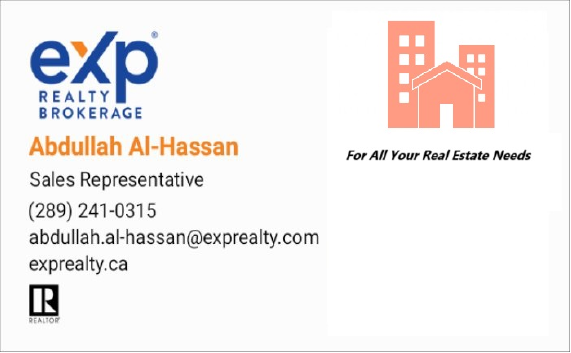 exp®
REALTY
BROKERAGE
Abdullah Al-Hassan
Sales Representative
(289) 241-0315
abdullah.al-hassan@exprealty.com
exprealty.ca
R
REALTOR®
For All Your Real Estate Needs